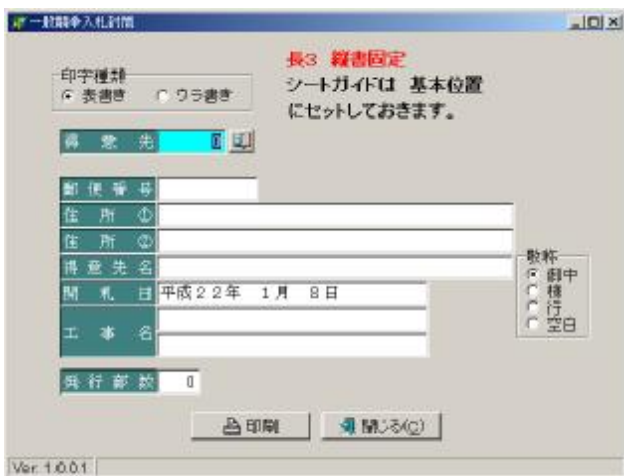 一般競争入札封筒
長3 縦書固定
シートガイドは 基本位置
にセットしておきます。
印字種類
表書き
ウラ書き
得意先
0
郵便番号
住所①
住所②
得意先名
敬称
御中
様
行
空白
開札日
平成22年 1月 8日
工事名
発行部数
0
印刷
閉じる(C)
Ver. 1.0.0.1